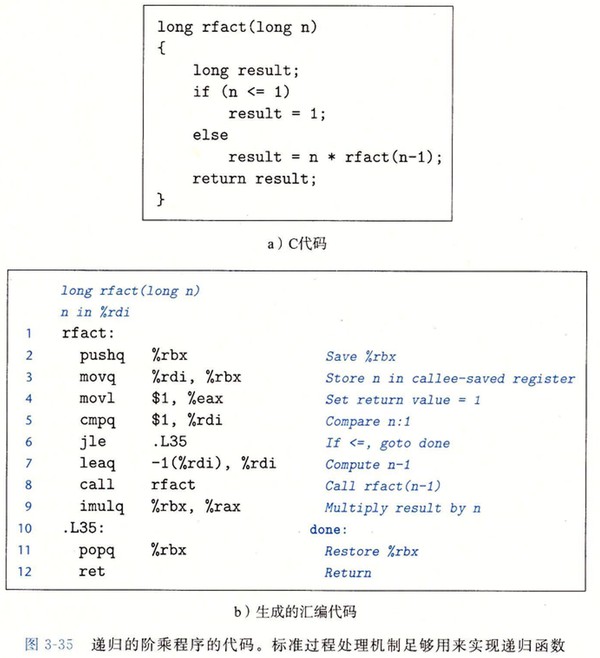 long rfact(long n)
{
    long result;
    if (n <= 1)
        result = 1;
    else
        result = n * rfact(n-1);
    return result;
}
a）C代码
long rfact(long n)
n in %rdi
1 rfact:
2 pushq %rbx Save %rbx
3 movq %rdi, %rbx Store n in callee-saved register
4 movl $1, %eax Set return value = 1
5 cmpq $1, %rdi Compare n:1
6 jle .L35 If <=, goto done
7 leaq -1(%rdi), %rdi Compute n-1
8 call rfact Call rfact(n-1)
9 imulq %rbx, %rax Multiply result by n
10 .L35: done:
11 popq %rbx Restore %rbx
12 ret Return
b）生成的汇编代码
图 3-35 递归的阶乘程序的代码。标准过程处理机制足够用来实现递归函数